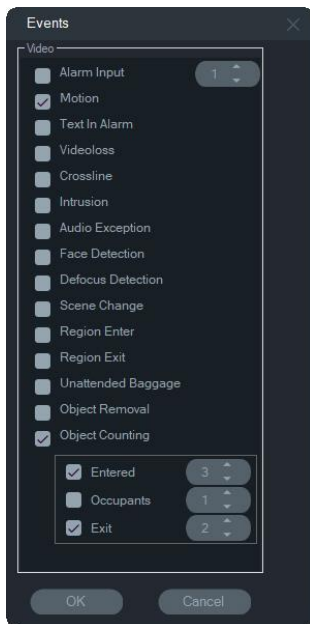 Events
Video
Alarm Input 1
Motion
Text In Alarm
Videoloss
Crossline
Intrusion
Audio Exception
Face Detection
Defocus Detection
Scene Change
Region Enter
Region Exit
Unattended Baggage
Object Removal
Object Counting
Entered 3
Occupants 1
Exit 2
OK Cancel